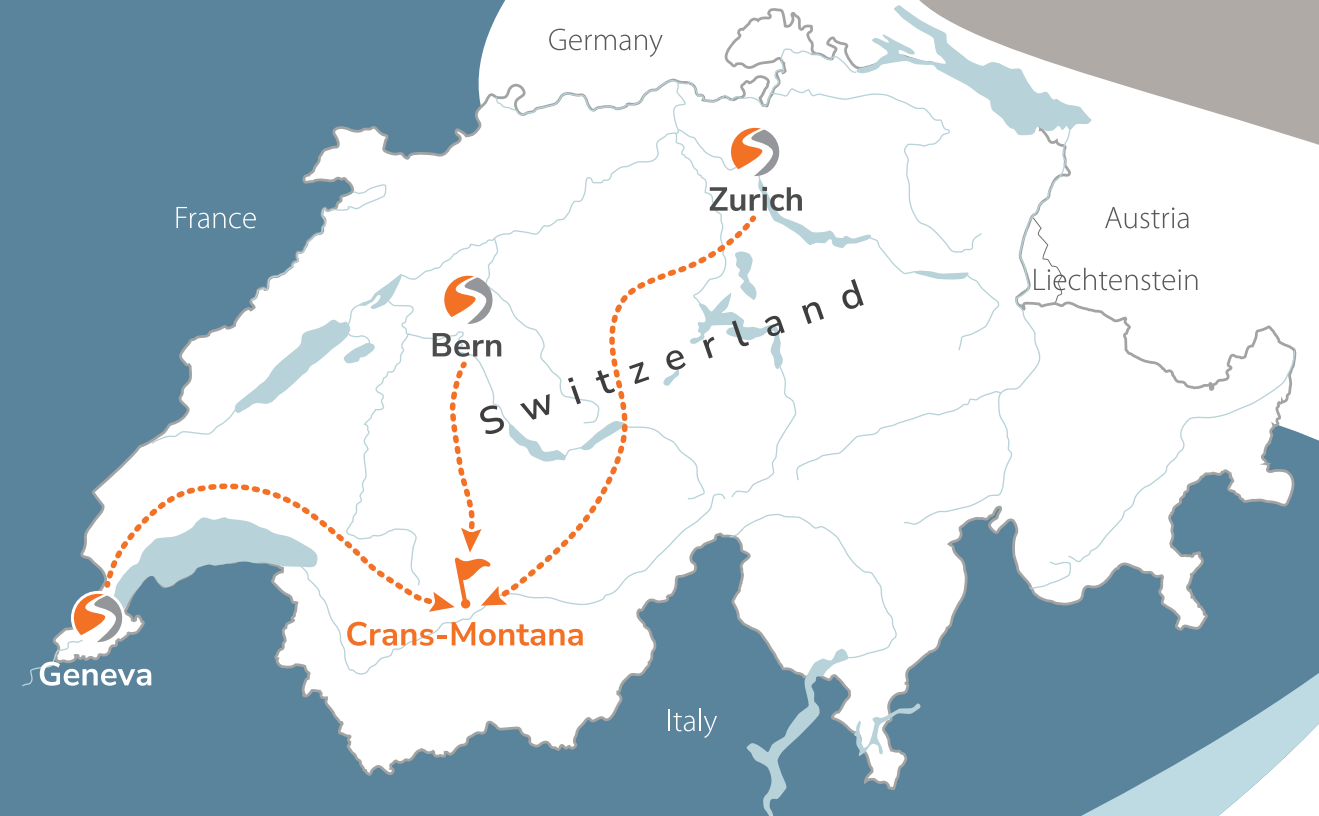 Germany
Zurich
France
Austria
Liechtenstein
Bern
Switzerland
Crans-Montana
Geneva
Italy